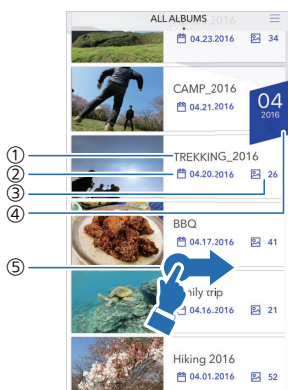 ALL ALBUMS 2016
04.23.2016 34
CAMP_2016
04.21.2016
04
2016
① TREKKING_2016
② 04.20.2016 26
③
④
BBQ
04.17.2016 41
⑤
mily trip
04.16.2016 21
Hiking 2016
04.01.2016 52